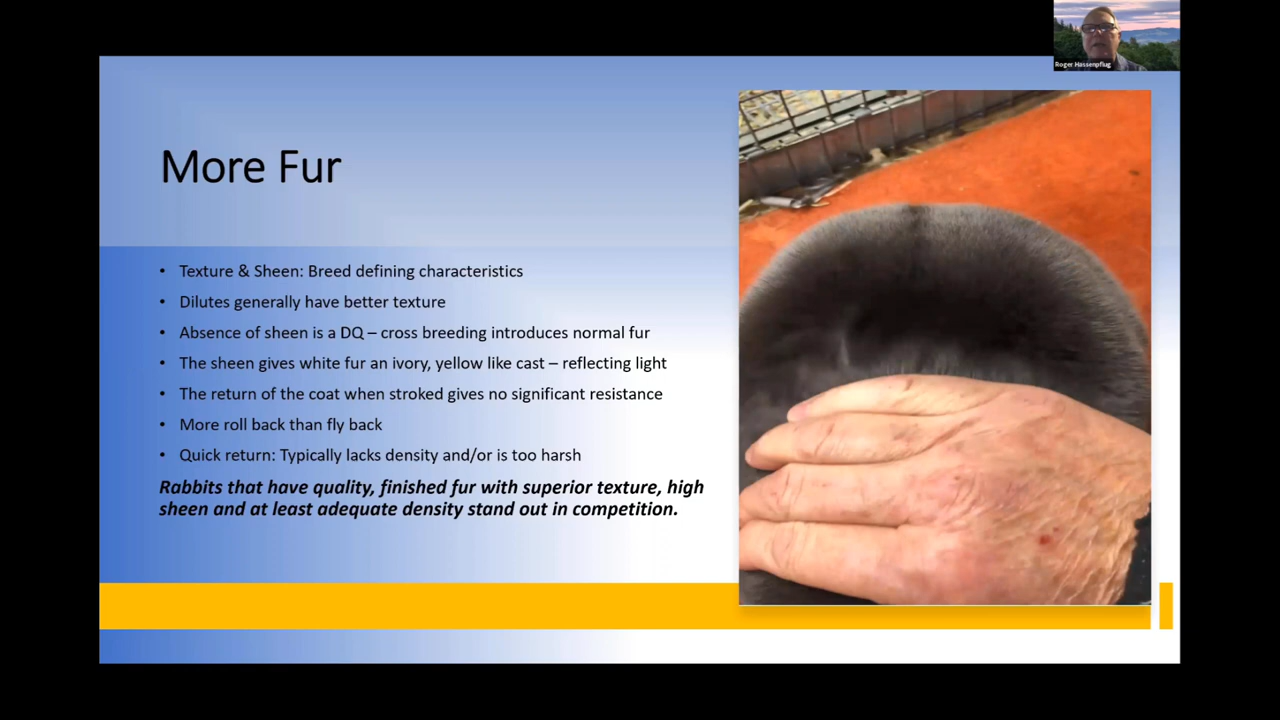 Roger Hassenpflug
More Fur
• Texture & Sheen: Breed defining characteristics
• Dilutes generally have better texture
• Absence of sheen is a DQ – cross breeding introduces normal fur
• The sheen gives white fur an ivory, yellow like cast – reflecting light
• The return of the coat when stroked gives no significant resistance
• More roll back than fly back
• Quick return: Typically lacks density and/or is too harsh
Rabbits that have quality, finished fur with superior texture, high
sheen and at least adequate density stand out in competition.